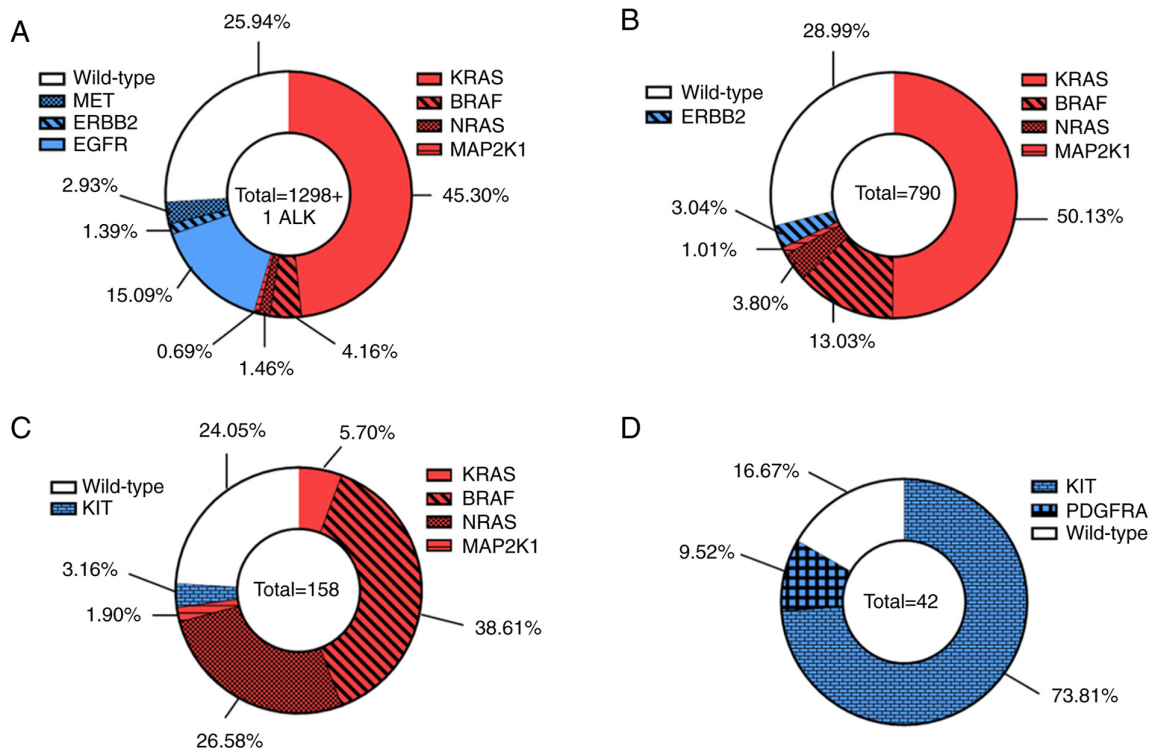 A
25.94%
Wild-type
MET
ERBB2
EGFR
KRAS
BRAF
NRAS
MAP2K1
2.93%
1.39%
15.09%
0.69%
1.46%
4.16%
45.30%
Total=1298+
1 ALK
B
28.99%
Wild-type
ERBB2
KRAS
BRAF
NRAS
MAP2K1
3.04%
1.01%
3.80%
13.03%
50.13%
Total=790
C
24.05%
5.70%
Wild-type
KIT
KRAS
BRAF
NRAS
MAP2K1
3.16%
1.90%
26.58%
38.61%
Total=158
D
16.67%
KIT
PDGFRA
Wild-type
9.52%
Total=42
73.81%